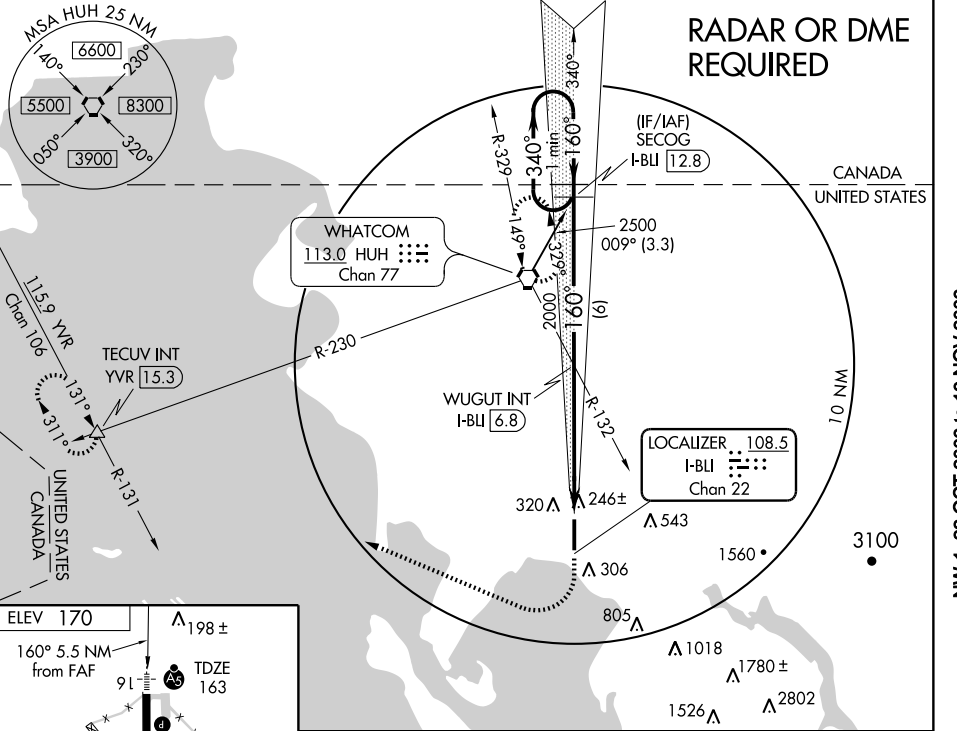 MSA HUH 25 NM
6600
140°
230°
5500
8300
050°
320°
3900
RADAR OR DME
REQUIRED
340°
(IF/IAF)
SECOG
I-BLI 12.8
R-329
340°
1 min
160°
CANADA
UNITED STATES
WHATCOM
113.0 HUH
Chan 77
149°
329°
2500
009° (3.3)
2000
160°
(6)
115.9 YVR
Chan 106
R-230
TECUV INT
YVR 15.3
131°
311°
R-131
WUGUT INT
I-BLI 6.8
R-132
10 NM
LOCALIZER 108.5
I-BLI
Chan 22
UNITED STATES
CANADA
320
246±
543
1560
3100
306
805
1018
1780 ±
1526
2802
ELEV 170
198 ±
160° 5.5 NM
from FAF
16
A5
TDZE
163
P